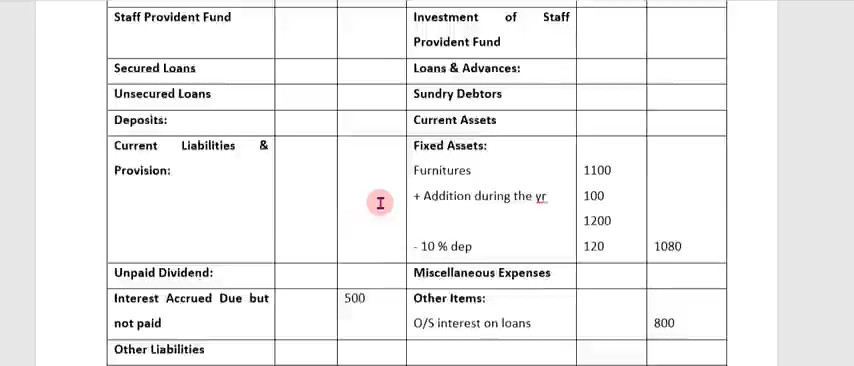 Staff Provident Fund
Investment of Staff
Provident Fund
Secured Loans
Loans & Advances:
Unsecured Loans
Sundry Debtors
Deposits:
Current Assets
Current Liabilities &
Provision:
Fixed Assets:
Furnitures 1100
+ Addition during the yr 100
1200
- 10 % dep 120 1080
Unpaid Dividend:
Miscellaneous Expenses
Interest Accrued Due but
not paid
500
Other Items:
O/S interest on loans 800
Other Liabilities